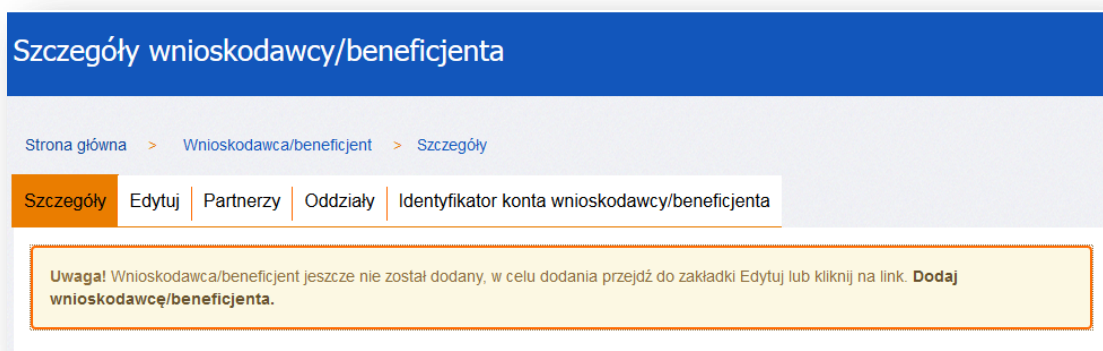 Szczegóły wnioskodawcy/beneficjenta
Strona główna > Wnioskodawca/beneficjent > Szczegóły
Szczegóły Edytuj Partnerzy Oddziały Identyfikator konta wnioskodawcy/beneficjenta
Uwaga! Wnioskodawca/beneficjent jeszcze nie został dodany, w celu dodania przejdź do zakładki Edytuj lub kliknij na link. Dodaj
wnioskodawcę/beneficjenta.